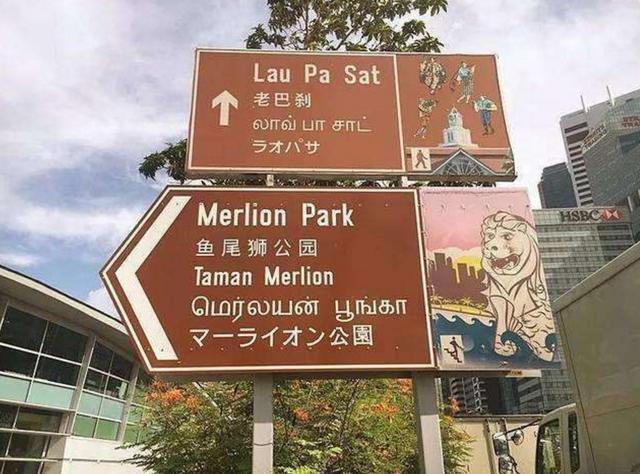 Lau Pa Sat
老巴刹
லாவ் பா சாட்
ラオパサ
Merlion Park
鱼尾狮公园
Taman Merlion
மெர்லயன் பூங்கா
マーライオン公園
HSBC